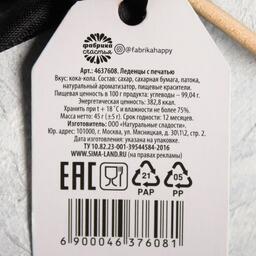 фабрика
счастья
@fabrikahappy
Арт. 4637608. Леденцы с печатью
Вкус: кока-кола. Состав: сахар, сахарная бумага, патока,
натуральный ароматизатор, пищевые красители.
Пищевая ценность в 100 г продукта: углеводы — 99,04 г.
Энергетическая ценность: 382,8 ккал.
Хранить при t + 18˚C и влажности не более 75%.
Масса: 45 г (±5 г). Срок годности: 12 месяцев.
Изготовитель: ООО «Натуральные сладости».
Юр. адрес: 101000, г. Москва, ул. Мясницкая, д. 30\1\2, стр. 2.
Дата изготовления указана на упаковке.
ТУ 10.82.23-001-39544584-2016
www.sima-land.ru (на правах рекламы)
EAC
21
PAP
05
PP
6 900046 376081